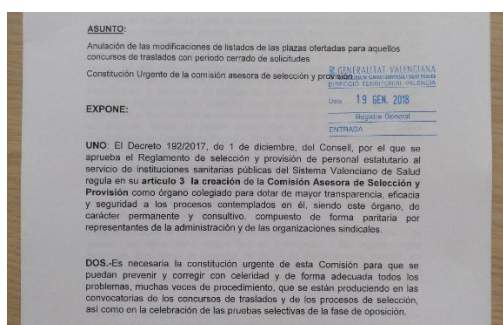 ASUNTO:
Anulación de las modificaciones de listados de las plazas ofertadas para aquellos
concursos de traslados con periodo cerrado de solicitudes
GENERALITAT VALENCIANA
Constitución Urgente de la comisión asesora de selección y provisión
DIRECCIÓ TERRITORIAL VALÈNCIA
Data 19 GEN. 2018
EXPONE:
Registre General
ENTRADA
UNO: El Decreto 192/2017, de 1 de diciembre, del Consell, por el que se
aprueba el Reglamento de selección y provisión de personal estatutario al
servicio de instituciones sanitarias públicas del Sistema Valenciano de Salud
regula en su artículo 3 la creación de la Comisión Asesora de Selección y
Provisión como órgano colegiado para dotar de mayor transparencia, eficacia
y seguridad a los procesos contemplados en él, siendo este órgano, de
carácter permanente y consultivo, compuesto de forma paritaria por
representantes de la administración y de las organizaciones sindicales.
DOS.-Es necesaria la constitución urgente de esta Comisión para que se
puedan prevenir y corregir con celeridad y de forma adecuada todos los
problemas, muchas veces de procedimiento, que se están produciendo en las
convocatorias de los concursos de traslados y de los procesos de selección,
así como en la celebración de las pruebas selectivas de la fase de oposición.